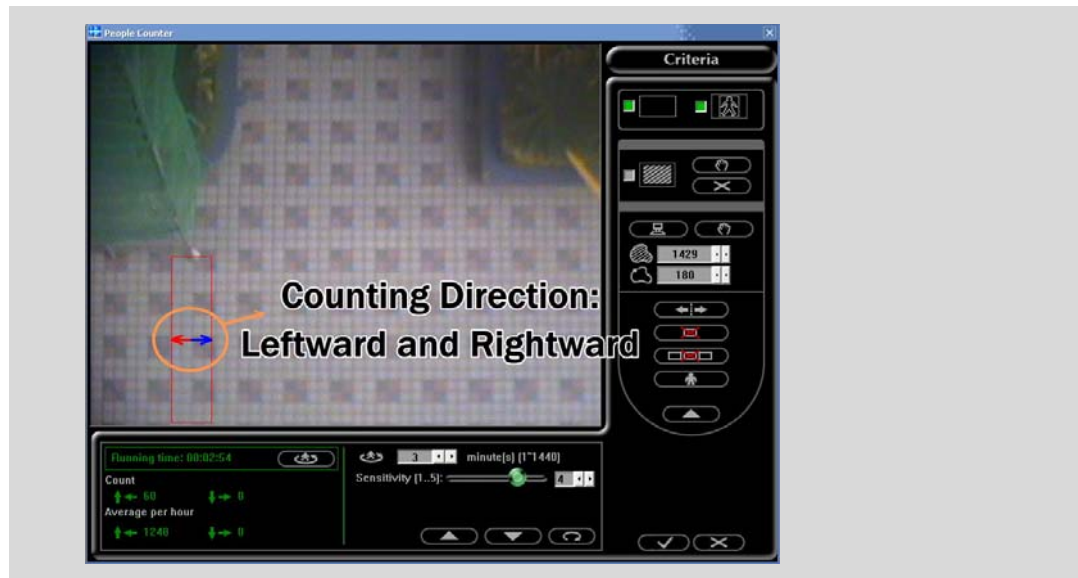 People Counter
Criteria
1429
180
Counting Direction:
Leftward and Rightward
Running time: 00:02:54
3 minute(s) (1~1440)
Sensitivity (1..5): 4
Count
60 0
Average per hour
1240 0